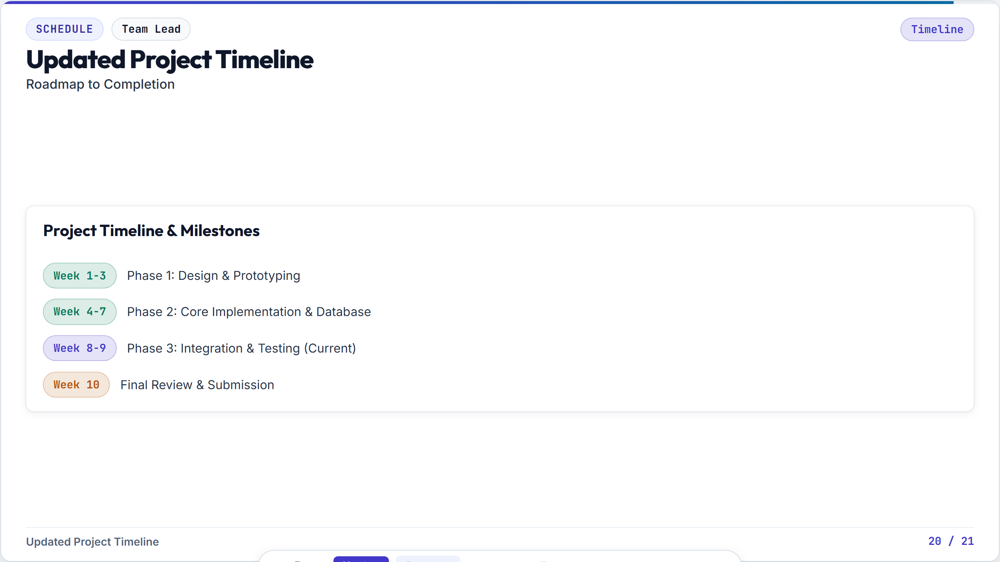 SCHEDULE Team Lead Timeline
Updated Project Timeline
Roadmap to Completion
Project Timeline & Milestones
Week 1-3 Phase 1: Design & Prototyping
Week 4-7 Phase 2: Core Implementation & Database
Week 8-9 Phase 3: Integration & Testing (Current)
Week 10 Final Review & Submission
Updated Project Timeline 20 / 21